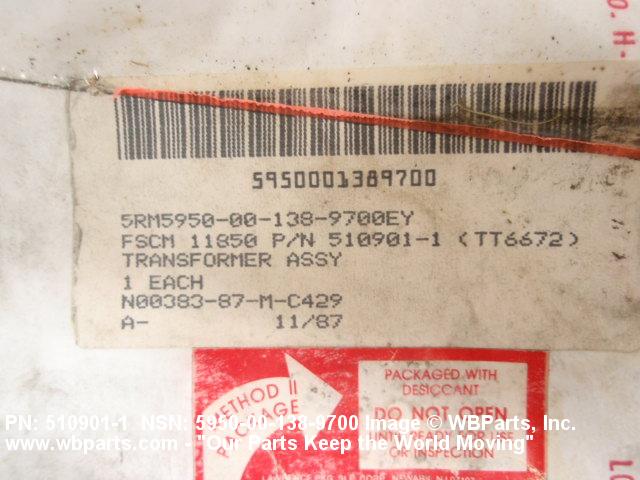 O. H-
5950001389700
5RM5950-00-138-9700EY
FSCM 11850 P/N 510901-1 (TT6672)
TRANSFORMER ASSY
1 EACH
N00383-87-M-C429
A- 11/87
METHOD II
PACKAGE
PACKAGED WITH
DESICCANT
DO NOT OPEN
PN: 510901-1 NSN: 5950-00-138-9700 Image © WBParts, Inc.
www.wbparts.com - "Our Parts Keep the World Moving"